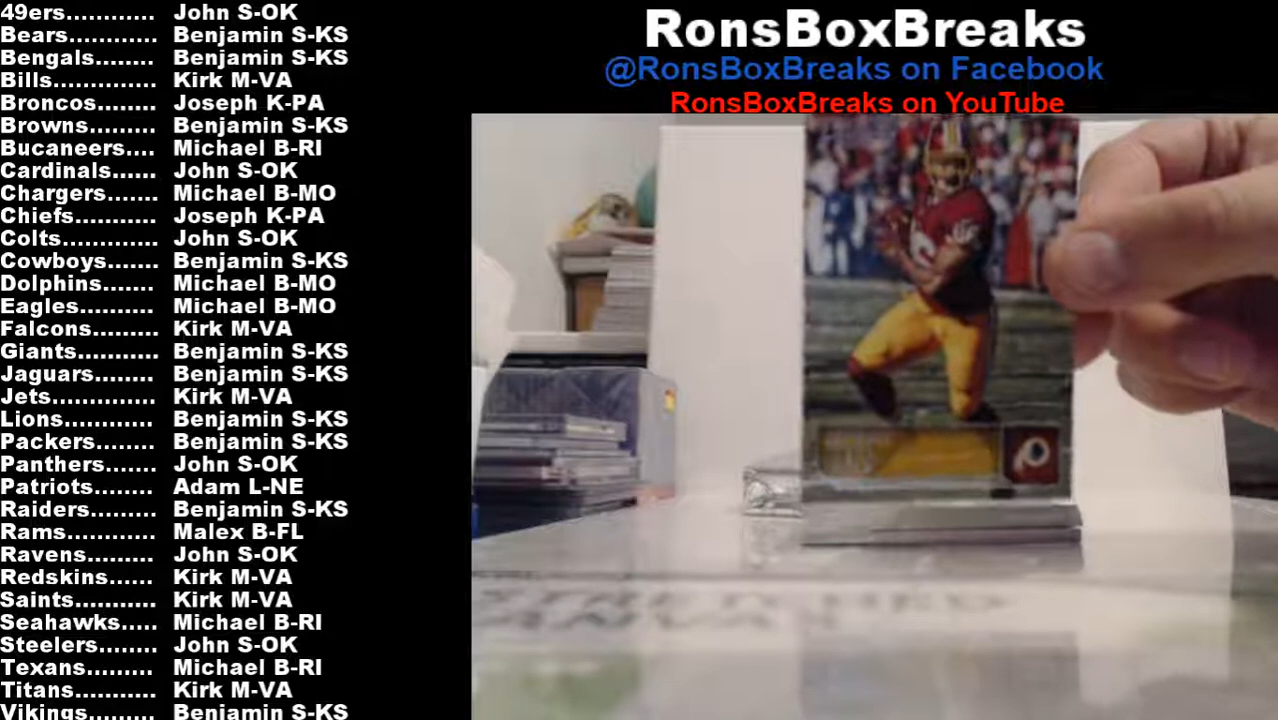 49ers............ John S-OK
Bears............ Benjamin S-KS
Bengals........ Benjamin S-KS
Bills............. Kirk M-VA
Broncos........ Joseph K-PA
Browns......... Benjamin S-KS
Bucaneers.... Michael B-RI
Cardinals...... John S-OK
Chargers....... Michael B-MO
Chiefs........... Joseph K-PA
Colts............. John S-OK
Cowboys....... Benjamin S-KS
Dolphins....... Michael B-MO
Eagles.......... Michael B-MO
Falcons......... Kirk M-VA
Giants........... Benjamin S-KS
Jaguars........ Benjamin S-KS
Jets.............. Kirk M-VA
Lions............ Benjamin S-KS
Packers........ Benjamin S-KS
Panthers....... John S-OK
Patriots........ Adam L-NE
Raiders......... Benjamin S-KS
Rams............ Malex B-FL
Ravens......... John S-OK
Redskins...... Kirk M-VA
Saints........... Kirk M-VA
Seahawks..... Michael B-RI
Steelers........ John S-OK
Texans......... Michael B-RI
Titans........... Kirk M-VA
Vikings......... Benjamin S-KS
RonsBoxBreaks
@RonsBoxBreaks on Facebook
RonsBoxBreaks on YouTube